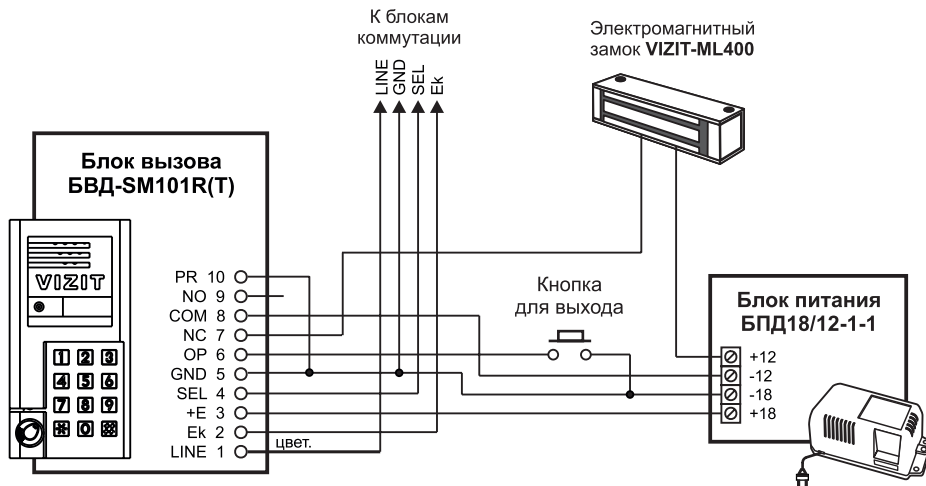 К блокам
коммутации
LINE
GND
SEL
Ek
Электромагнитный
замок VIZIT-ML400
Блок вызова
БВД-SM101R(T)
VIZIT
1 2 3
4 5 6
7 8 9
* 0 #
PR 10
NO 9
COM 8
NC 7
OP 6
GND 5
SEL 4
+E 3
Ek 2
LINE 1
цвет.
Кнопка
для выхода
Блок питания
БПД18/12-1-1
+12
-12
-18
+18